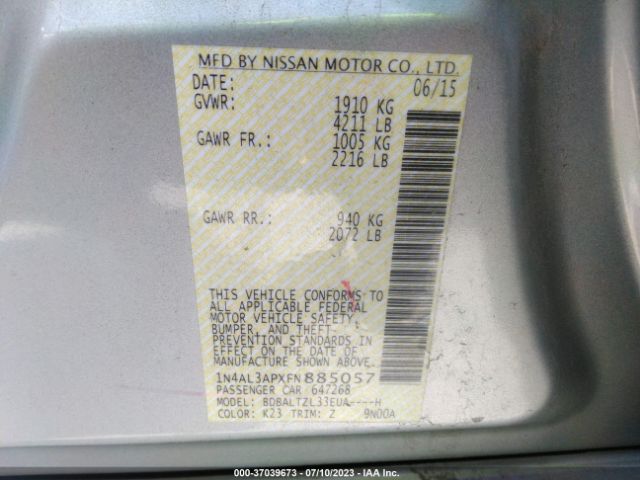 MFD BY NISSAN MOTOR CO., LTD.
DATE: 06/15
GVWR: 1910 KG
4211 LB
GAWR FR.: 1005 KG
2216 LB
GAWR RR.: 940 KG
2072 LB
THIS VEHICLE CONFORMS TO
ALL APPLICABLE FEDERAL
MOTOR VEHICLE SAFETY,
BUMPER, AND THEFT-
PREVENTION STANDARDS IN
EFFECT ON THE DATE OF
MANUFACTURE SHOWN ABOVE.
1N4AL3APXFN885057
PASSENGER CAR 647268
MODEL: BDBALTZL33EUA----H
COLOR: K23 TRIM: Z 9N00A
000-37039673 - 07/10/2023 - IAA Inc.